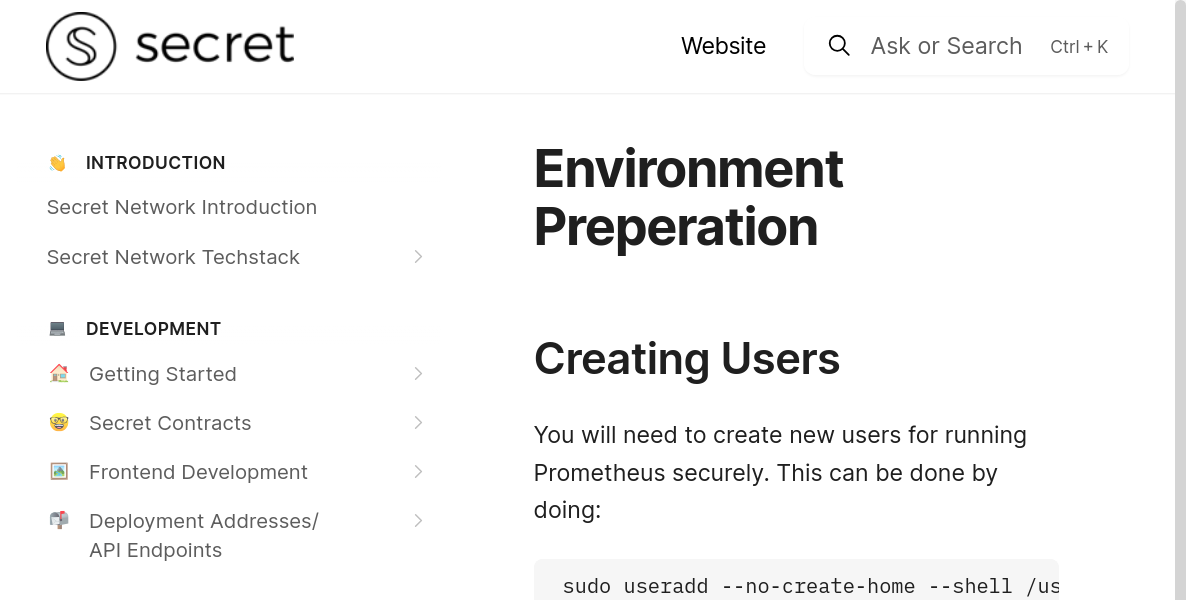 secret
Website
Ask or Search
Ctrl + K
INTRODUCTION
Secret Network Introduction
Secret Network Techstack
DEVELOPMENT
Getting Started
Secret Contracts
Frontend Development
Deployment Addresses/
API Endpoints
Environment
Preperation
Creating Users
You will need to create new users for running
Prometheus securely. This can be done by
doing:
sudo useradd --no-create-home --shell /us